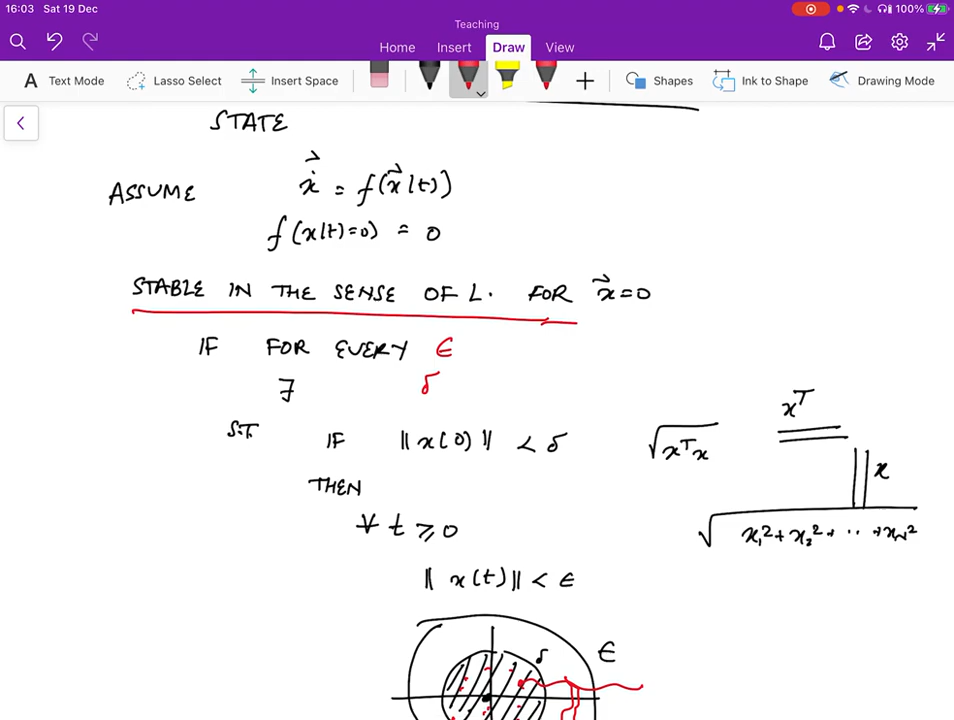 16:03 Sat 19 Dec
100%
Teaching
Home Insert Draw View
A Text Mode Lasso Select Insert Space Shapes Ink to Shape Drawing Mode
STATE
ASSUME ẋ⃗ = f(x⃗(t))
f(x(t)=0) = 0
STABLE IN THE SENSE OF L. FOR x⃗=0
IF FOR EVERY ϵ
∃ δ
S.T. IF ||x(0)|| < δ
√xᵀx
xᵀ
x
THEN
∀ t ≥ 0
√x₁²+x₂²+ ·· +xₙ²
|| x(t)|| < ϵ
δ ϵ